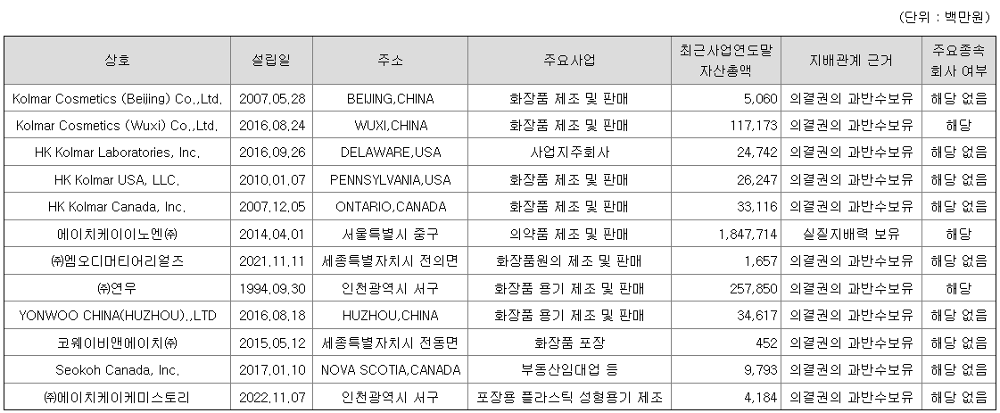 (단위 : 백만원)
상호 설립일 주소 주요사업 최근사업연도말 자산총액 지배관계 근거 주요종속 회사 여부
Kolmar Cosmetics (Beijing) Co.,Ltd. 2007.05.28 BEIJING,CHINA 화장품 제조 및 판매 5,060 의결권의 과반수보유 해당 없음
Kolmar Cosmetics (Wuxi) Co.,Ltd. 2016.08.24 WUXI,CHINA 화장품 제조 및 판매 117,173 의결권의 과반수보유 해당
HK Kolmar Laboratories, Inc. 2016.09.26 DELAWARE,USA 사업지주회사 24,742 의결권의 과반수보유 해당 없음
HK Kolmar USA, LLC. 2010.01.07 PENNSYLVANIA,USA 화장품 제조 및 판매 26,247 의결권의 과반수보유 해당 없음
HK Kolmar Canada, Inc. 2007.12.05 ONTARIO,CANADA 화장품 제조 및 판매 33,116 의결권의 과반수보유 해당 없음
에이치케이이노엔㈜ 2014.04.01 서울특별시 중구 의약품 제조 및 판매 1,847,714 실질지배력 보유 해당
㈜엠오디머티어리얼즈 2021.11.11 세종특별자치시 전의면 화장품원의 제조 및 판매 1,657 의결권의 과반수보유 해당 없음
㈜연우 1994.09.30 인천광역시 서구 화장품 용기 제조 및 판매 257,850 의결권의 과반수보유 해당
YONWOO CHINA(HUZHOU).,LTD 2016.08.18 HUZHOU,CHINA 화장품 용기 제조 및 판매 34,617 의결권의 과반수보유 해당 없음
코웨이비앤에이치㈜ 2015.05.12 세종특별자치시 전동면 화장품 포장 452 의결권의 과반수보유 해당 없음
Seokoh Canada, Inc. 2017.01.10 NOVA SCOTIA,CANADA 부동산임대업 등 9,793 의결권의 과반수보유 해당 없음
㈜에이치케이케미스토리 2022.11.07 인천광역시 서구 포장용 플라스틱 성형용기 제조 4,184 의결권의 과반수보유 해당 없음